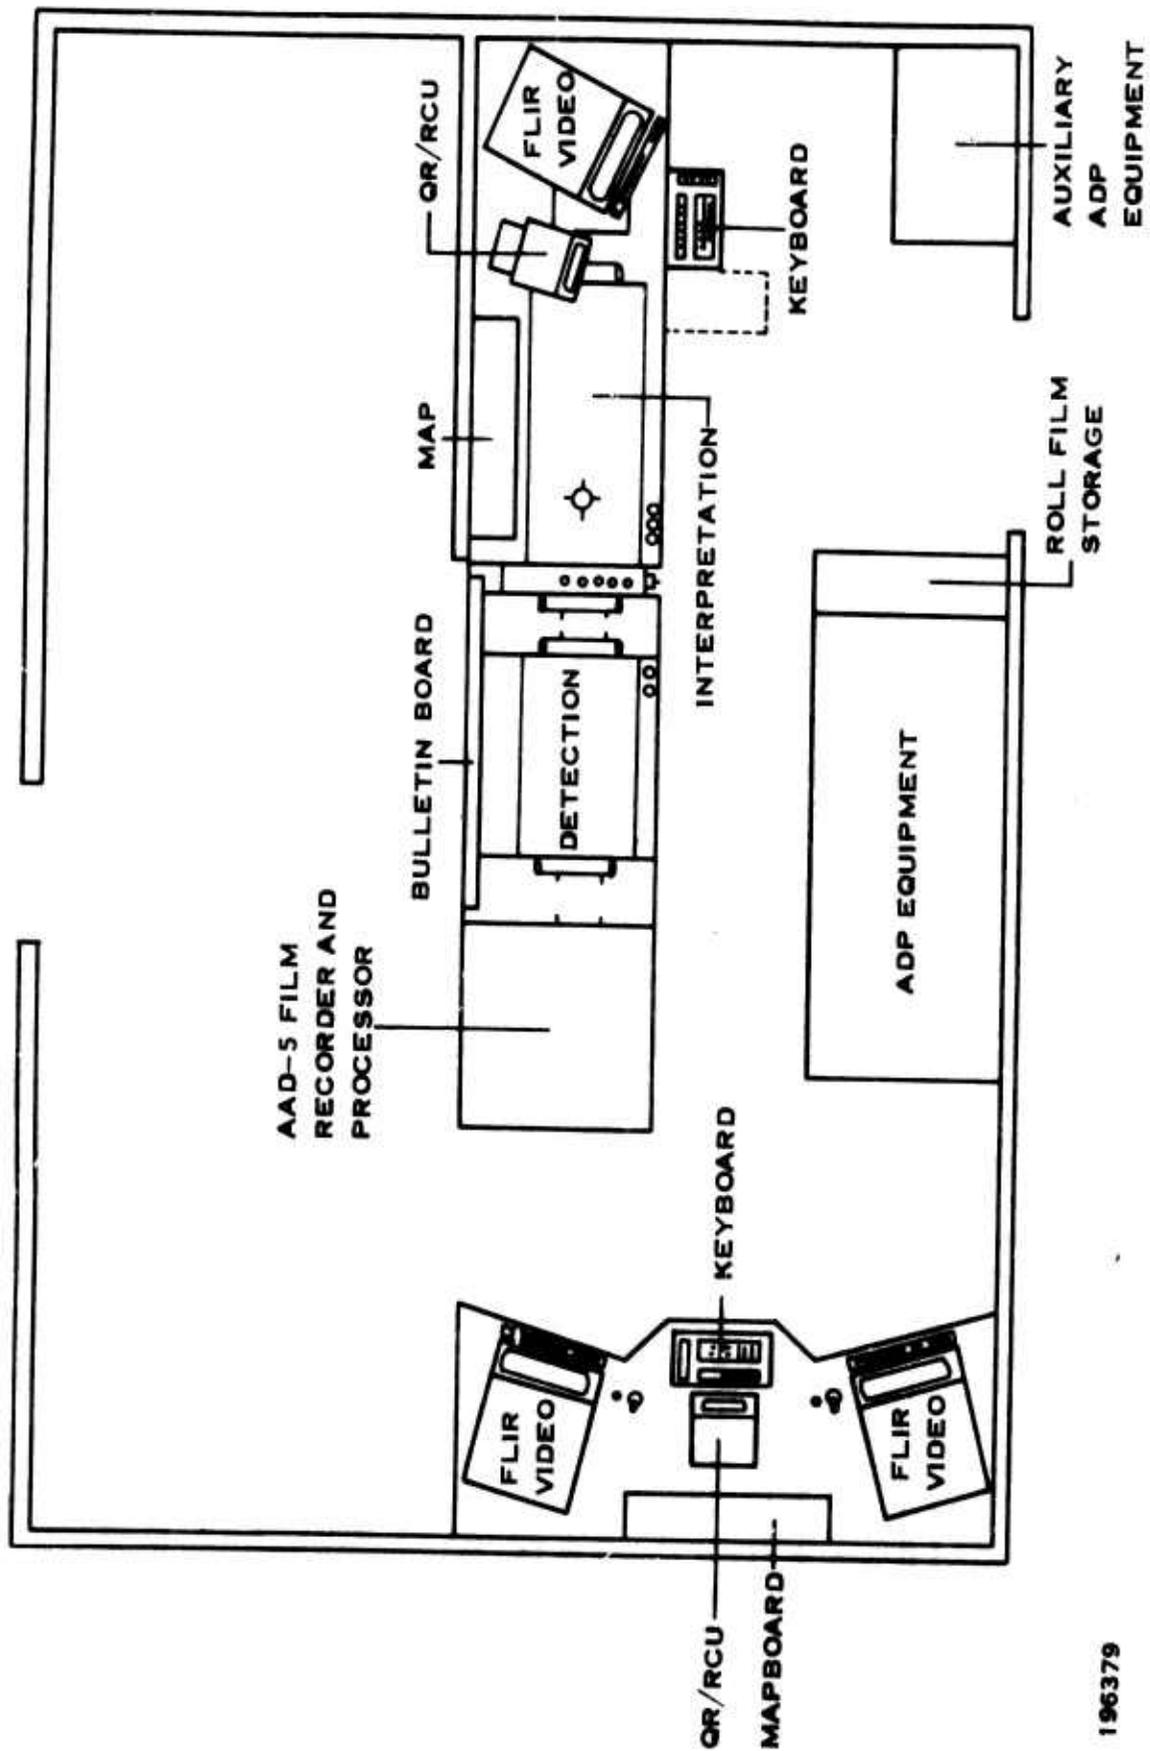 AAD-5 FILM
RECORDER AND
PROCESSOR
BULLETIN BOARD
MAP
QR/RCU
FLIR
VIDEO
DETECTION
INTERPRETATION
KEYBOARD
KEYBOARD
FLIR
VIDEO
FLIR
VIDEO
QR/RCU
MAPBOARD
ADP EQUIPMENT
ROLL FILM
STORAGE
AUXILIARY
ADP
EQUIPMENT
196379